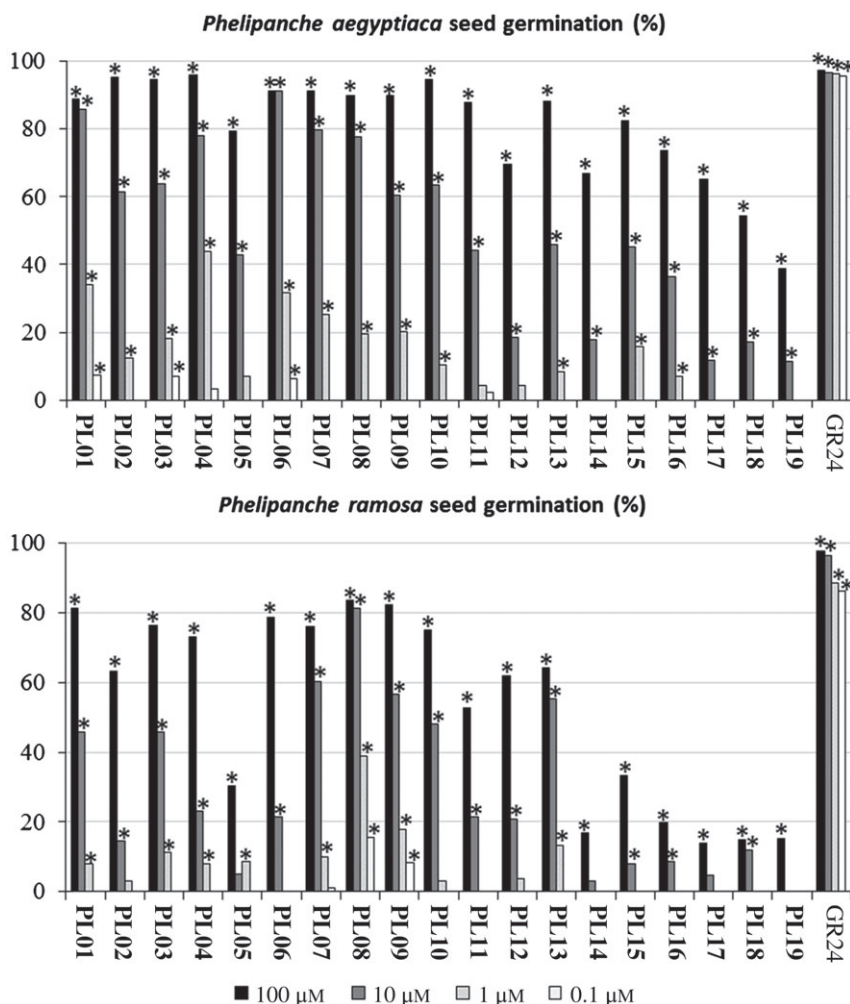 Phelipanche aegyptiaca seed germination (%)
100
80
60
40
20
0
PL01 PL02 PL03 PL04 PL05 PL06 PL07 PL08 PL09 PL10 PL11 PL12 PL13 PL14 PL15 PL16 PL17 PL18 PL19 GR24
Phelipanche ramosa seed germination (%)
100
80
60
40
20
0
PL01 PL02 PL03 PL04 PL05 PL06 PL07 PL08 PL09 PL10 PL11 PL12 PL13 PL14 PL15 PL16 PL17 PL18 PL19 GR24
100 μM 10 μM 1 μM 0.1 μM